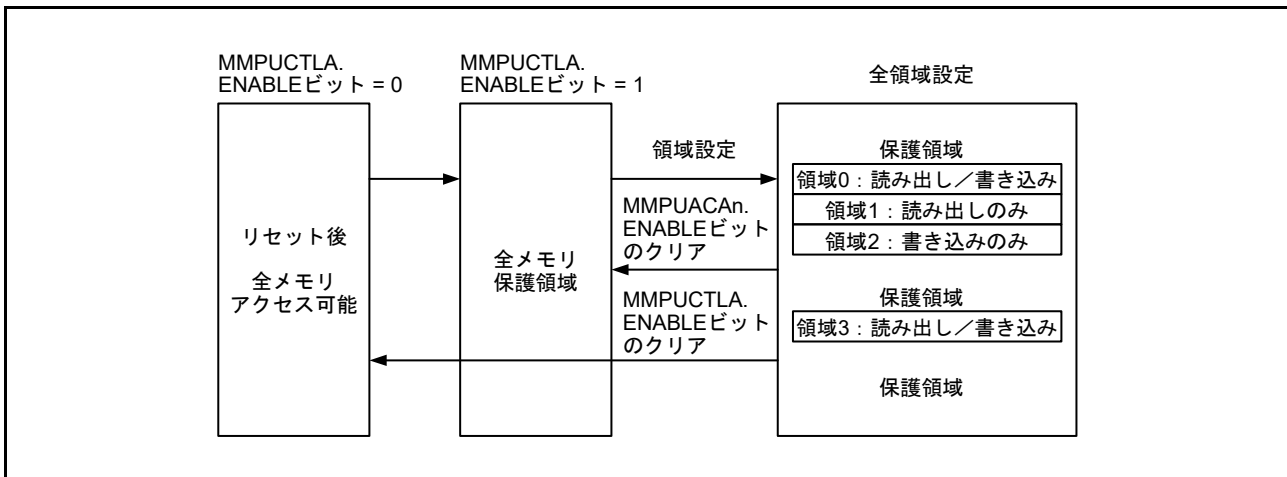 MMPUCTLA.
ENABLEビット = 0
MMPUCTLA.
ENABLEビット = 1
全領域設定
リセット後
全メモリ
アクセス可能
全メモリ
保護領域
領域設定
MMPUACAn.
ENABLEビット
のクリア
MMPUCTLA.
ENABLEビット
のクリア
保護領域
領域0：読み出し／書き込み
領域1：読み出しのみ
領域2：書き込みのみ
保護領域
領域3：読み出し／書き込み
保護領域